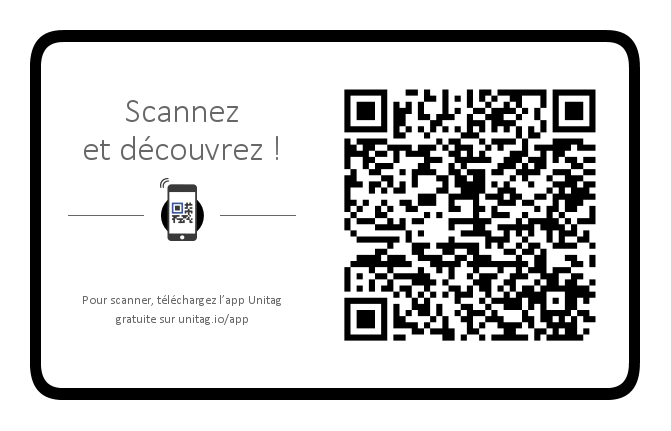 Scannez
et découvrez !
Pour scanner, téléchargez l'app Unitag
gratuite sur unitag.io/app